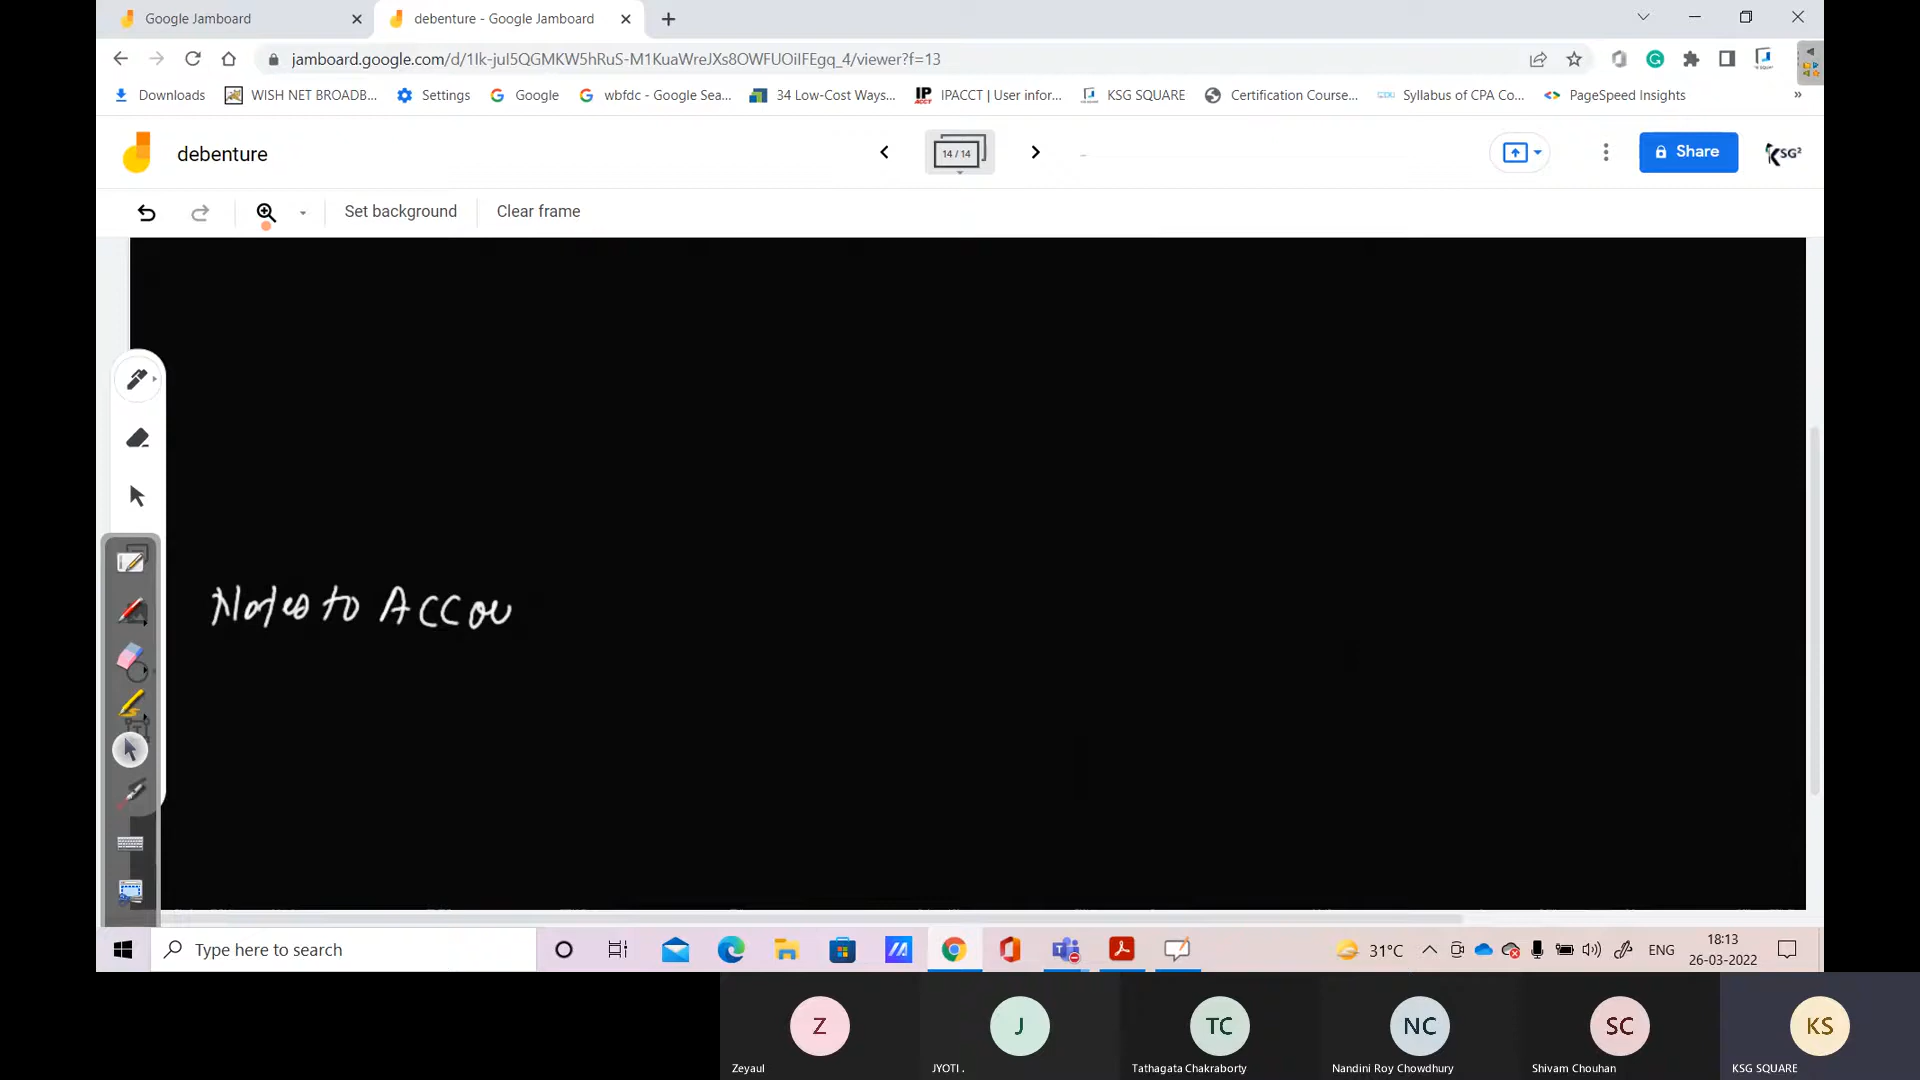 Google Jamboard
debenture - Google Jamboard
jamboard.google.com/d/1Ik-juI5QGMKW5hRuS-M1KuaWreJXs8OWFUOiIFEgq_4/viewer?f=13
Downloads WISH NET BROADB... Settings Google wbfdc - Google Sea... 34 Low-Cost Ways... IPACCT | User infor... KSG SQUARE Certification Course... Syllabus of CPA Co... PageSpeed Insights »
debenture
14 / 14
Share
KSG²
Set background
Clear frame
Notes to Accou
Type here to search
31°C
ENG
18:13
26-03-2022
Z J TC NC SC KS
Zeyaul JYOTI . Tathagata Chakraborty Nandini Roy Chowdhury Shivam Chouhan KSG SQUARE